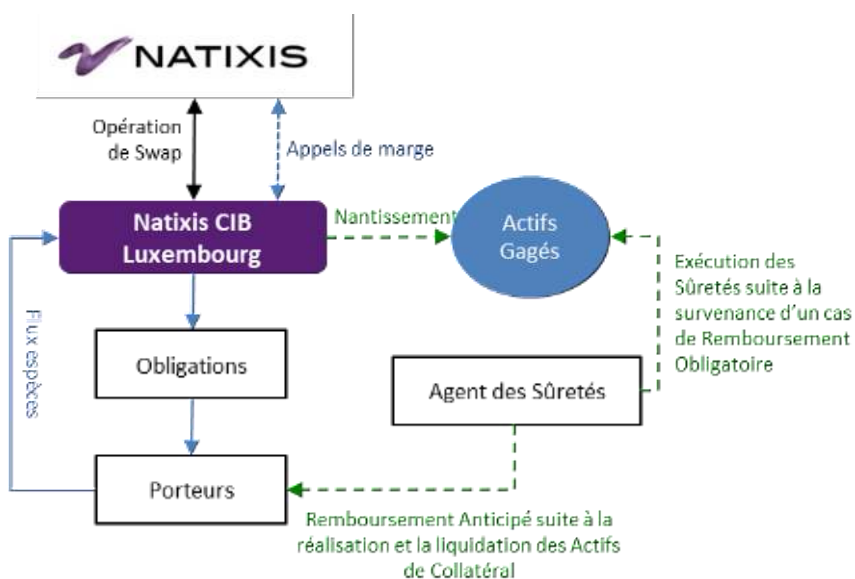 NATIXIS
Opération
de Swap
Appels de marge
Natixis CIB
Luxembourg
Nantissement
Actifs
Gagés
Exécution des
Sûretés suite à la
survenance d'un cas
de Remboursement
Obligatoire
Flux espèces
Obligations
Agent des Sûretés
Porteurs
Remboursement Anticipé suite à la
réalisation et la liquidation des Actifs
de Collatéral